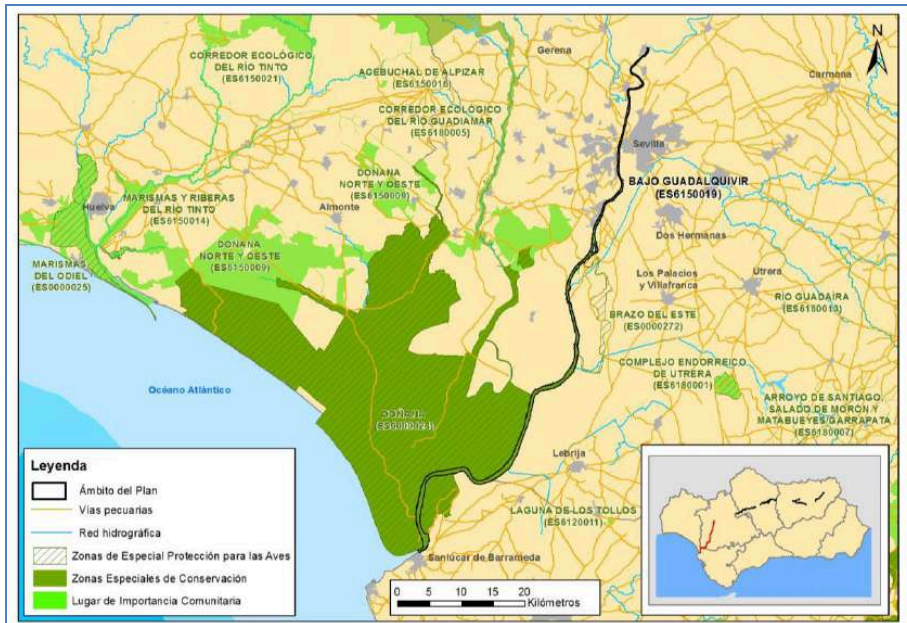 N
Gerena
Carmona
CORREDOR ECOLÓGICO
DEL RÍO TINTO
(ES6150021)
ACEBUCHAL DE ALPIZAR
(ES6150016)
CORREDOR ECOLÓGICO
DEL RÍO GUADIAMAR
(ES6180005)
Sevilla
DOÑANA
NORTE Y OESTE
(ES6150009)
BAJO GUADALQUIVIR
(ES6150019)
Huelva
MARISMAS Y RIBERAS
DEL RÍO TINTO
(ES6150014)
Almonte
Dos Hermanas
DOÑANA
NORTE Y OESTE
(ES6150009)
MARISMAS
DEL ODIEL
(ES0000025)
Los Palacios
y Villafranca
Utrera
RÍO GUADAÍRA
(ES6180013)
BRAZO DEL ESTE
(ES0000272)
COMPLEJO ENDORREICO
DE UTRERA
(ES6180001)
Océano Atlántico
DOÑANA
(ES0000024)
ARROYO DE SANTIAGO,
SALADO DE MORÓN Y
MATABUEYES/GARRAPATA
(ES6180007)
Lebrija
LAGUNA DE LOS TOLLOS
(ES6120011)
Sanlúcar de Barrameda
Leyenda
Ámbito del Plan
Vías pecuarias
Red hidrográfica
Zonas de Especial Protección para las Aves
Zonas Especiales de Conservación
Lugar de Importancia Comunitaria
0 5 10 15 20
Kilómetros